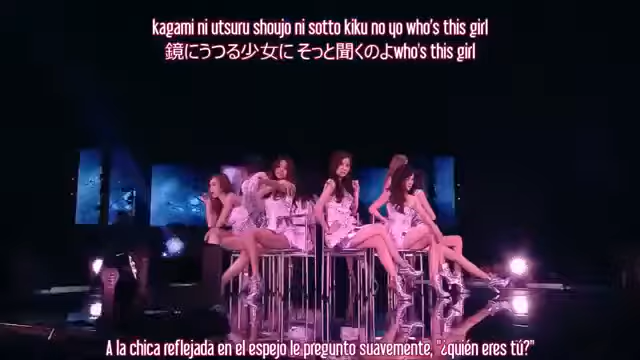 kagami ni utsuru shoujo ni sotto kiku no yo who's this girl
鏡にうつる少女に そっと聞くのよwho's this girl
A la chica reflejada en el espejo le pregunto suavemente, "¿quién eres tú?"